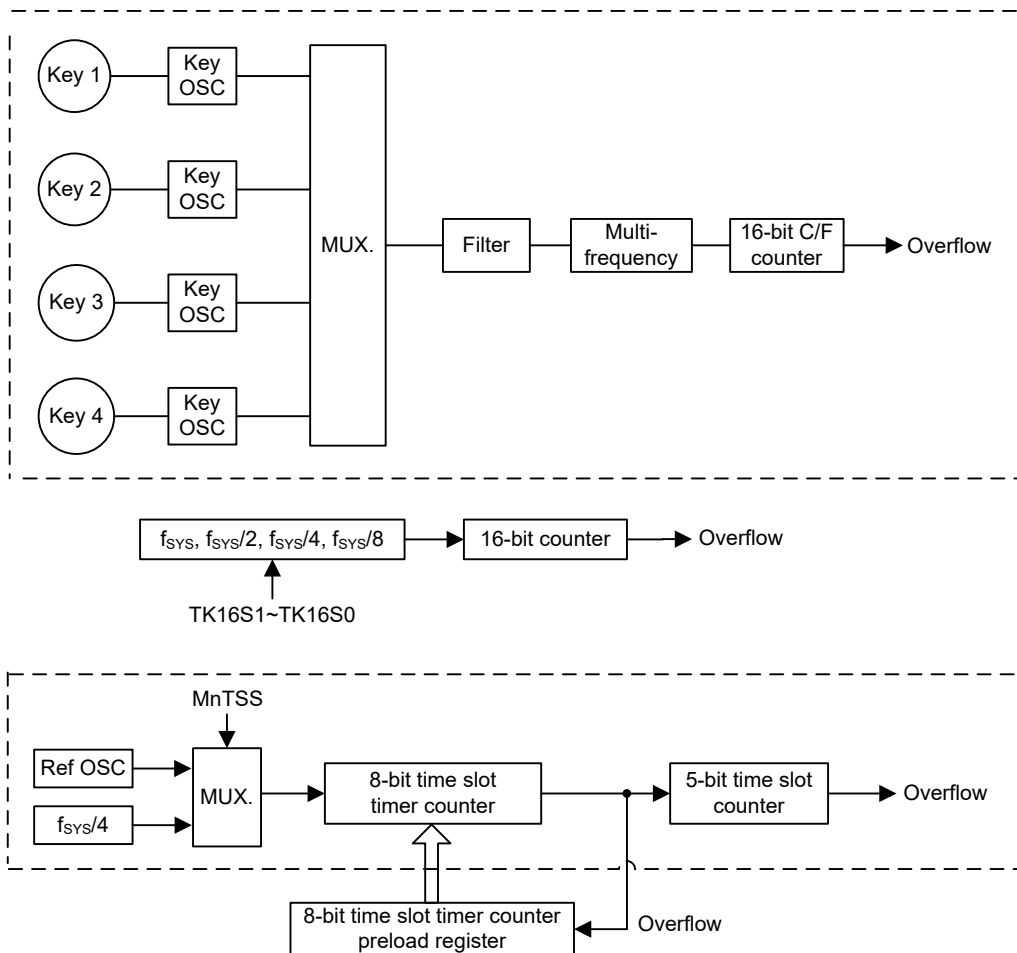 Key 1
Key
OSC
Key 2
Key
OSC
Key 3
Key
OSC
Key 4
Key
OSC
MUX.
Filter
Multi-
frequency
16-bit C/F
counter
Overflow
fSYS, fSYS/2, fSYS/4, fSYS/8
16-bit counter
Overflow
TK16S1~TK16S0
MnTSS
Ref OSC
fSYS/4
MUX.
8-bit time slot
timer counter
5-bit time slot
counter
Overflow
8-bit time slot timer counter
preload register
Overflow